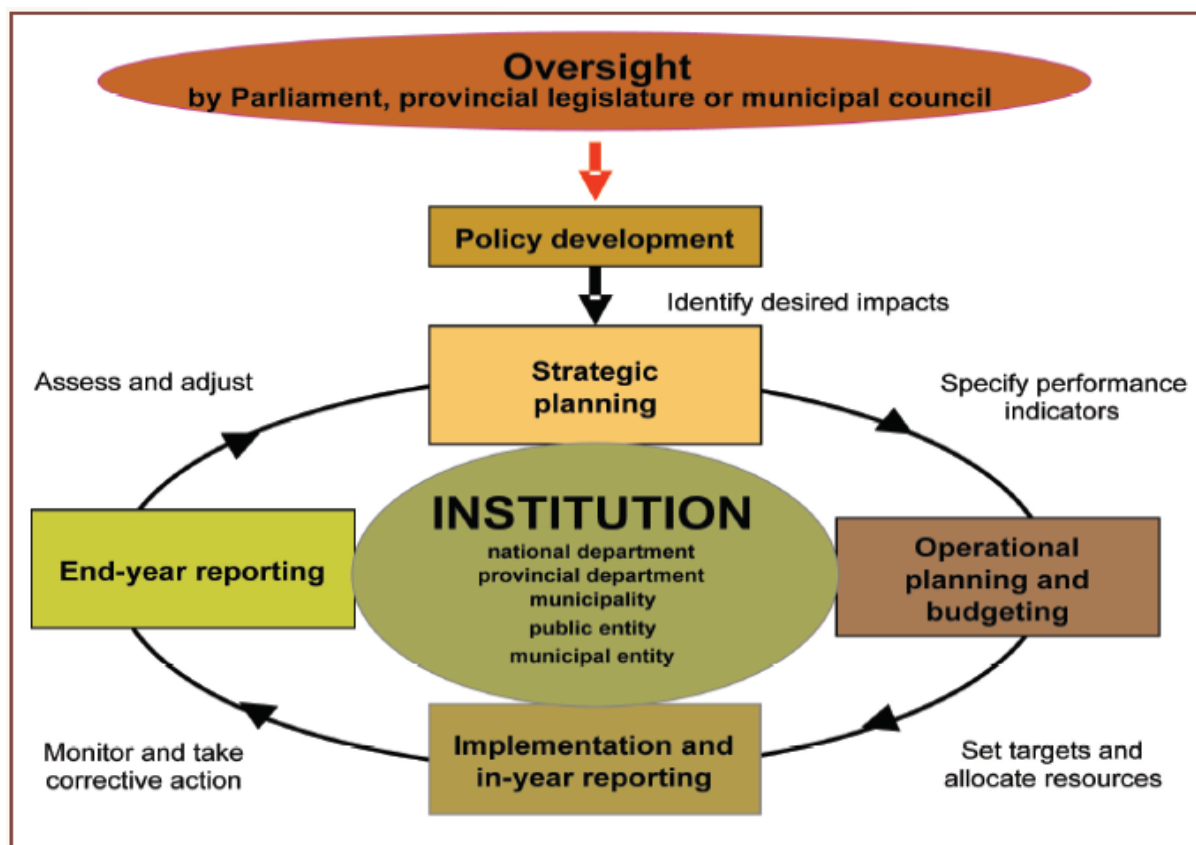 Oversight
by Parliament, provincial legislature or municipal council
Policy development
Identify desired impacts
Strategic
planning
Assess and adjust
Specify performance
indicators
INSTITUTION
national department
provincial department
municipality
public entity
municipal entity
End-year reporting
Operational
planning and
budgeting
Implementation and
in-year reporting
Monitor and take
corrective action
Set targets and
allocate resources